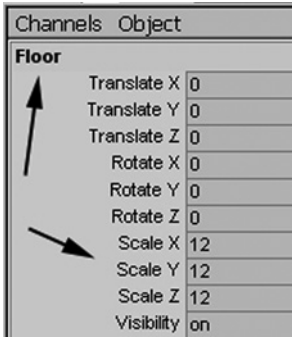 Channels Object
Floor
Translate X 0
Translate Y 0
Translate Z 0
Rotate X 0
Rotate Y 0
Rotate Z 0
Scale X 12
Scale Y 12
Scale Z 12
Visibility on